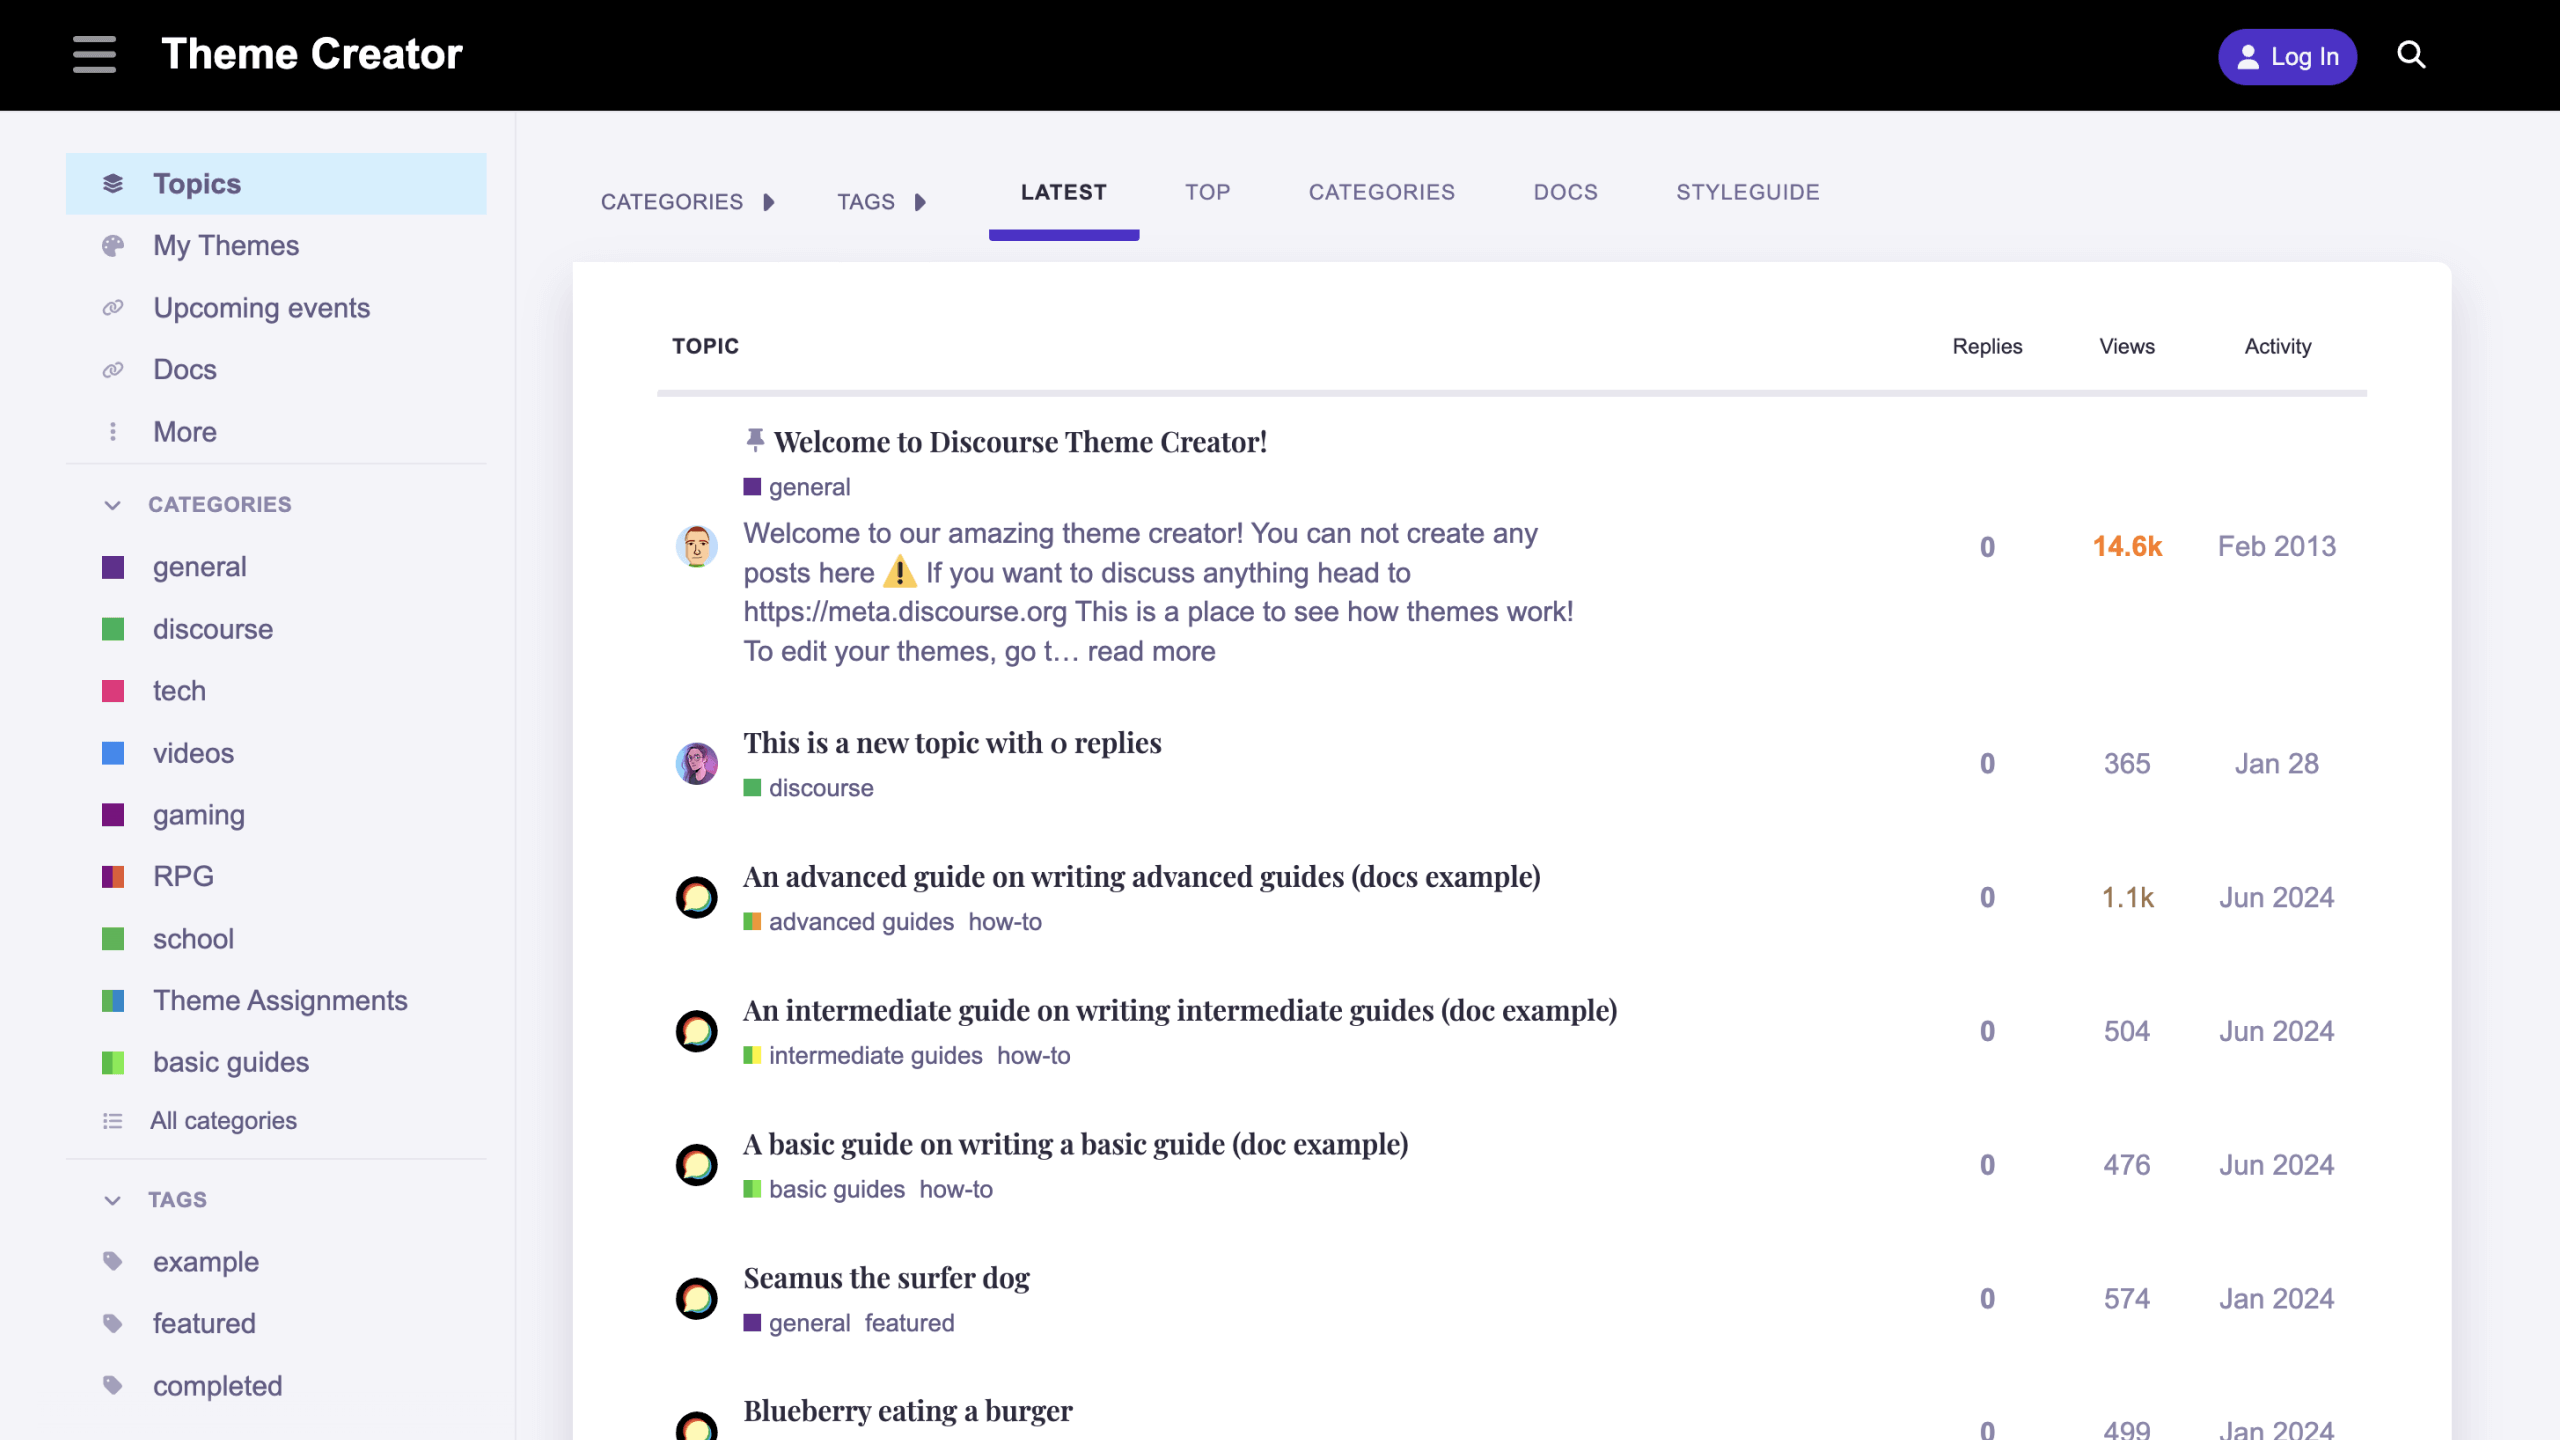 Theme Creator
Log In
Topics
My Themes
Upcoming events
Docs
More
CATEGORIES
general
discourse
tech
videos
gaming
RPG
school
Theme Assignments
basic guides
All categories
TAGS
example
featured
completed
CATEGORIES TAGS LATEST TOP CATEGORIES DOCS STYLEGUIDE
TOPIC Replies Views Activity
Welcome to Discourse Theme Creator!
general
Welcome to our amazing theme creator! You can not create any
posts here ⚠️ If you want to discuss anything head to
https://meta.discourse.org This is a place to see how themes work!
To edit your themes, go t… read more
0 14.6k Feb 2013
This is a new topic with 0 replies
discourse
0 365 Jan 28
An advanced guide on writing advanced guides (docs example)
advanced guides how-to
0 1.1k Jun 2024
An intermediate guide on writing intermediate guides (doc example)
intermediate guides how-to
0 504 Jun 2024
A basic guide on writing a basic guide (doc example)
basic guides how-to
0 476 Jun 2024
Seamus the surfer dog
general featured
0 574 Jan 2024
Blueberry eating a burger
0 499 Jan 2024